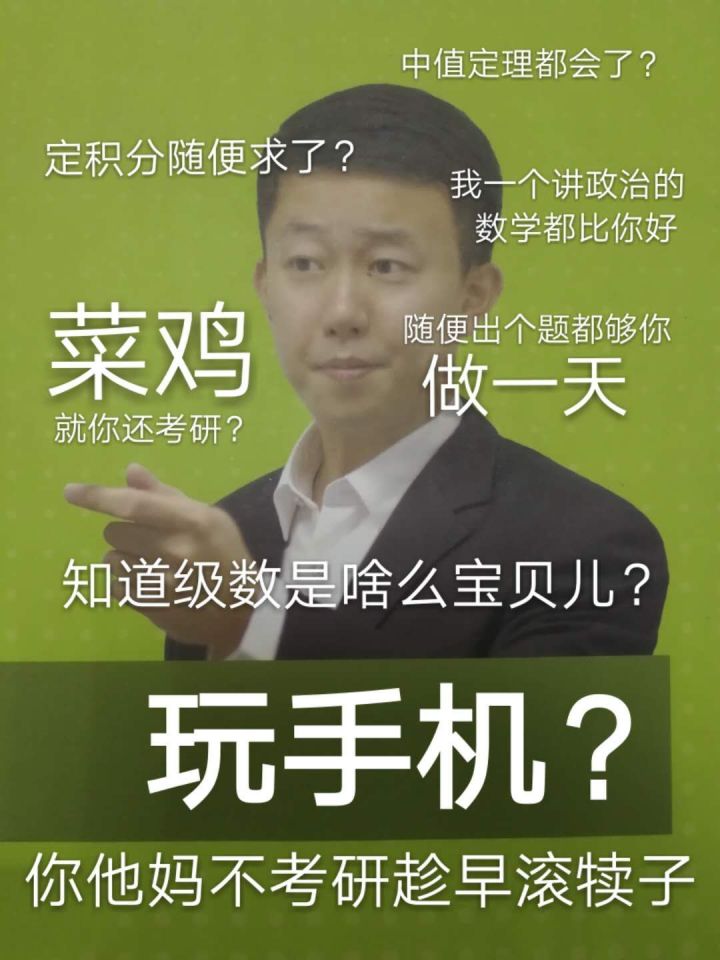 中值定理都会了？
定积分随便求了？
我一个讲政治的
数学都比你好
菜鸡
就你还考研？
随便出个题都够你
做一天
知道级数是啥么宝贝儿？
玩手机？
你他妈不考研趁早滚犊子